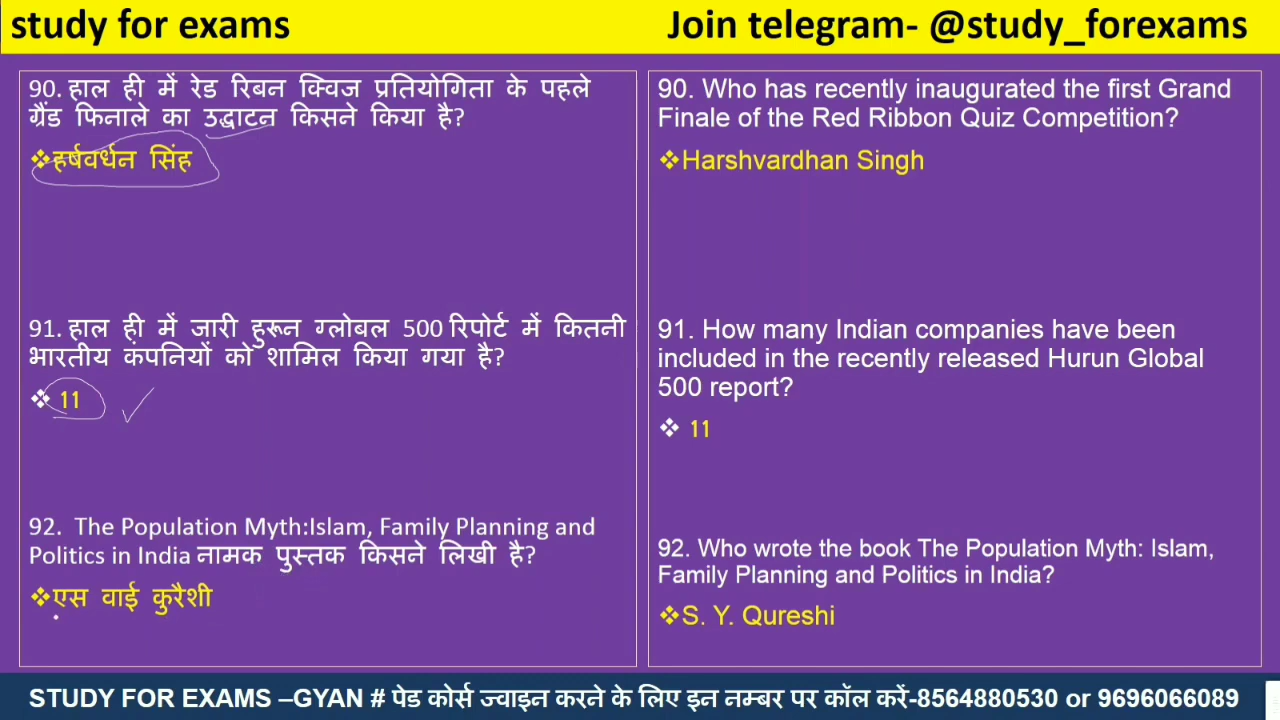 study for exams
Join telegram- @study_forexams
90. हाल ही में रेड रिबन क्विज प्रतियोगिता के पहले
ग्रैंड फिनाले का उद्घाटन किसने किया है?
❖हर्षवर्धन सिंह
91. हाल ही में जारी हुरून ग्लोबल 500 रिपोर्ट में कितनी
भारतीय कंपनियों को शामिल किया गया है?
❖ 11
92. The Population Myth:Islam, Family Planning and
Politics in India नामक पुस्तक किसने लिखी है?
❖एस वाई कुरैशी
90. Who has recently inaugurated the first Grand
Finale of the Red Ribbon Quiz Competition?
❖Harshvardhan Singh
91. How many Indian companies have been
included in the recently released Hurun Global
500 report?
❖ 11
92. Who wrote the book The Population Myth: Islam,
Family Planning and Politics in India?
❖S. Y. Qureshi
STUDY FOR EXAMS –GYAN # पेड कोर्स ज्वाइन करने के लिए इन नम्बर पर कॉल करें-8564880530 or 9696066089